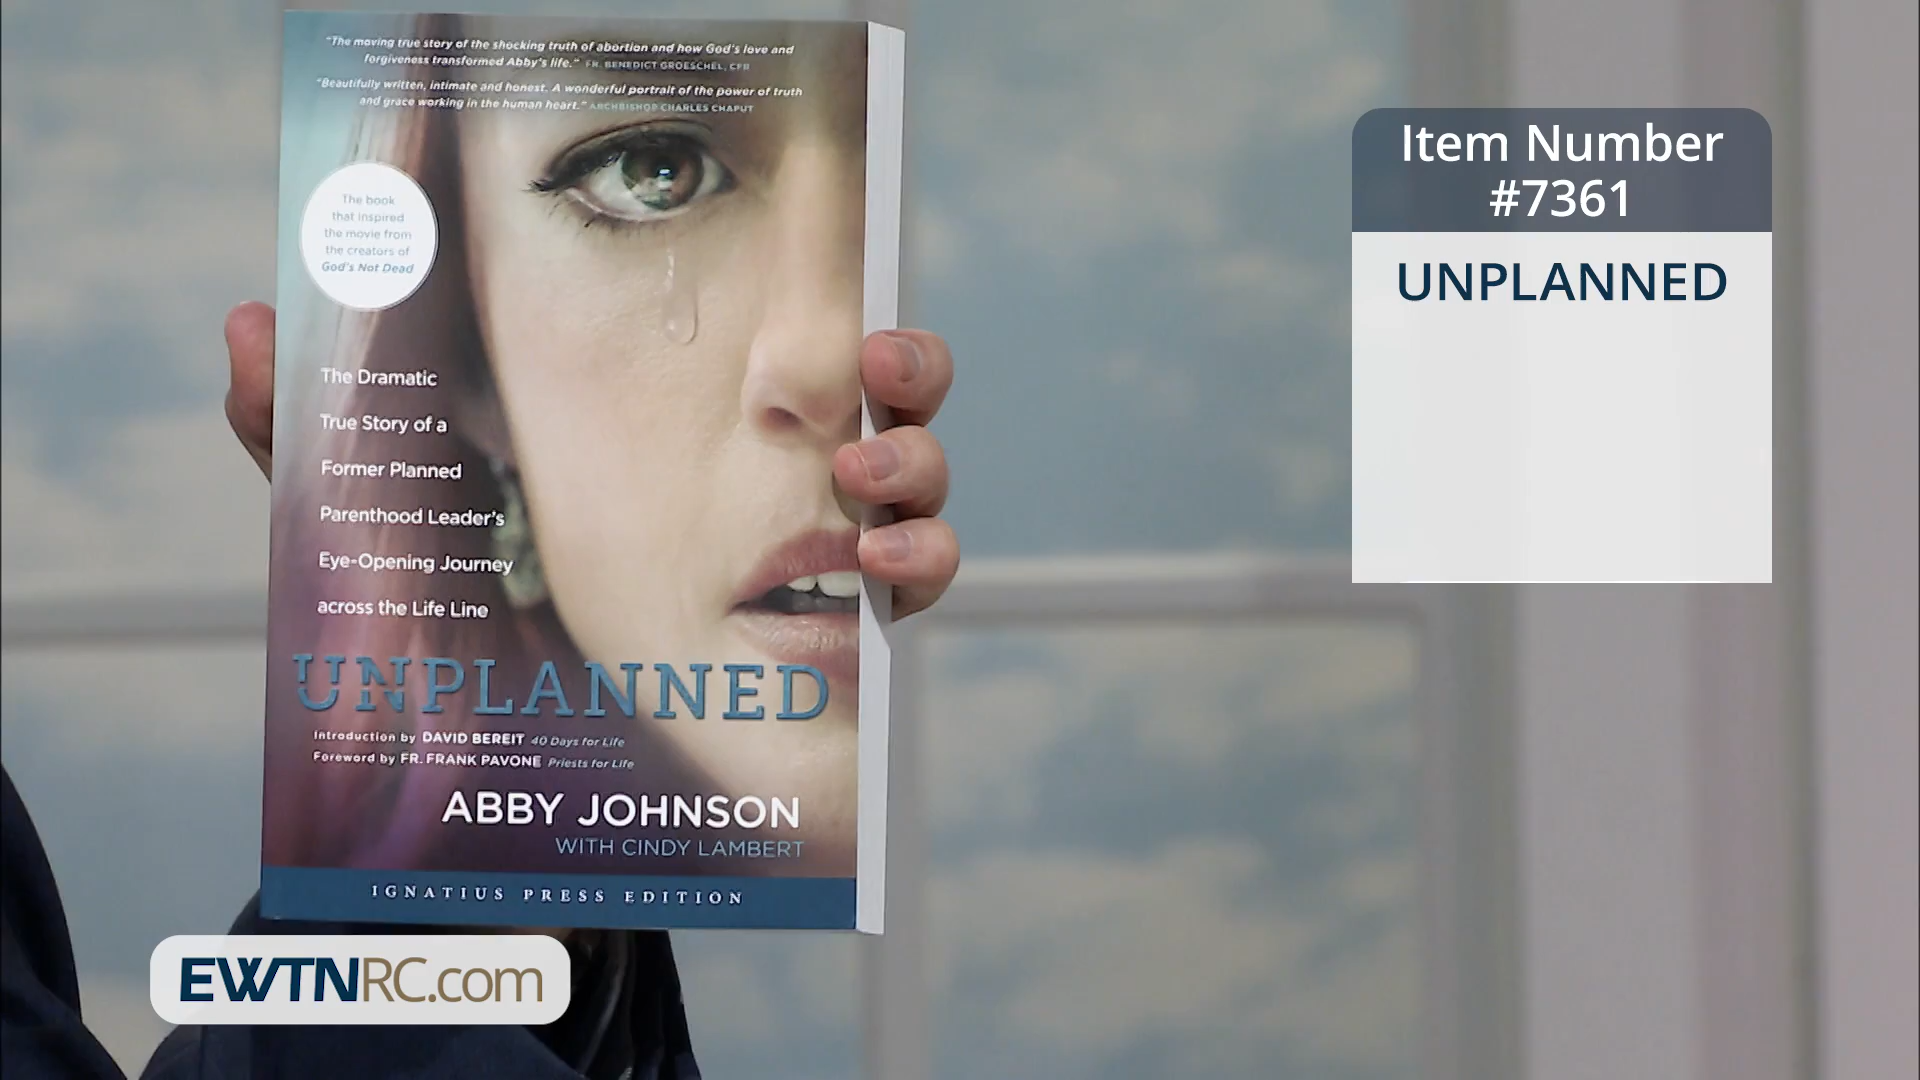 "The moving true story of the shocking truth of abortion and how God's love and
forgiveness transformed Abby's life." FR. BENEDICT GROESCHEL, CFR
"Beautifully written, intimate and honest. A wonderful portrait of the power of truth
and grace working in the human heart." ARCHBISHOP CHARLES CHAPUT
The book
that inspired
the movie from
the creators of
God's Not Dead
The Dramatic
True Story of a
Former Planned
Parenthood Leader's
Eye-Opening Journey
across the Life Line
UNPLANNED
Introduction by DAVID BEREIT 40 Days for Life
Foreword by FR. FRANK PAVONE Priests for Life
ABBY JOHNSON
WITH CINDY LAMBERT
IGNATIUS PRESS EDITION
EWTNRC.com
Item Number
#7361
UNPLANNED